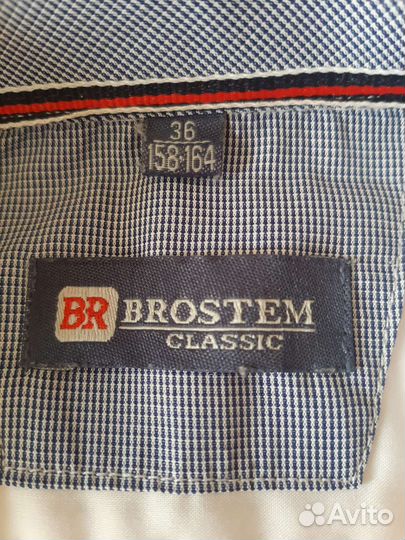 36
158-164
BR BROSTEM
CLASSIC
Avito